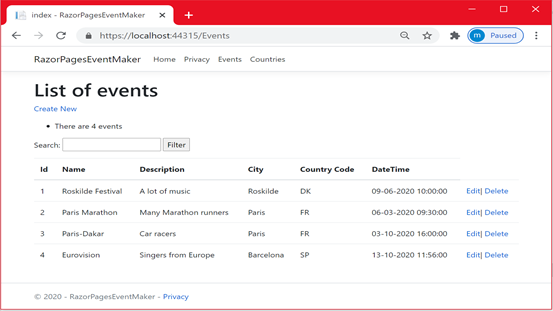 index - RazorPagesEventMaker
https://localhost:44315/Events
m Paused
RazorPagesEventMaker Home Privacy Events Countries
List of events
Create New
There are 4 events
Search: Filter
Id Name Description City Country Code DateTime
1 Roskilde Festival A lot of music Roskilde DK 09-06-2020 10:00:00 Edit| Delete
2 Paris Marathon Many Marathon runners Paris FR 06-03-2020 09:30:00 Edit| Delete
3 Paris-Dakar Car racers Paris FR 03-10-2020 16:00:00 Edit| Delete
4 Eurovision Singers from Europe Barcelona SP 13-10-2020 11:56:00 Edit| Delete
© 2020 - RazorPagesEventMaker - Privacy